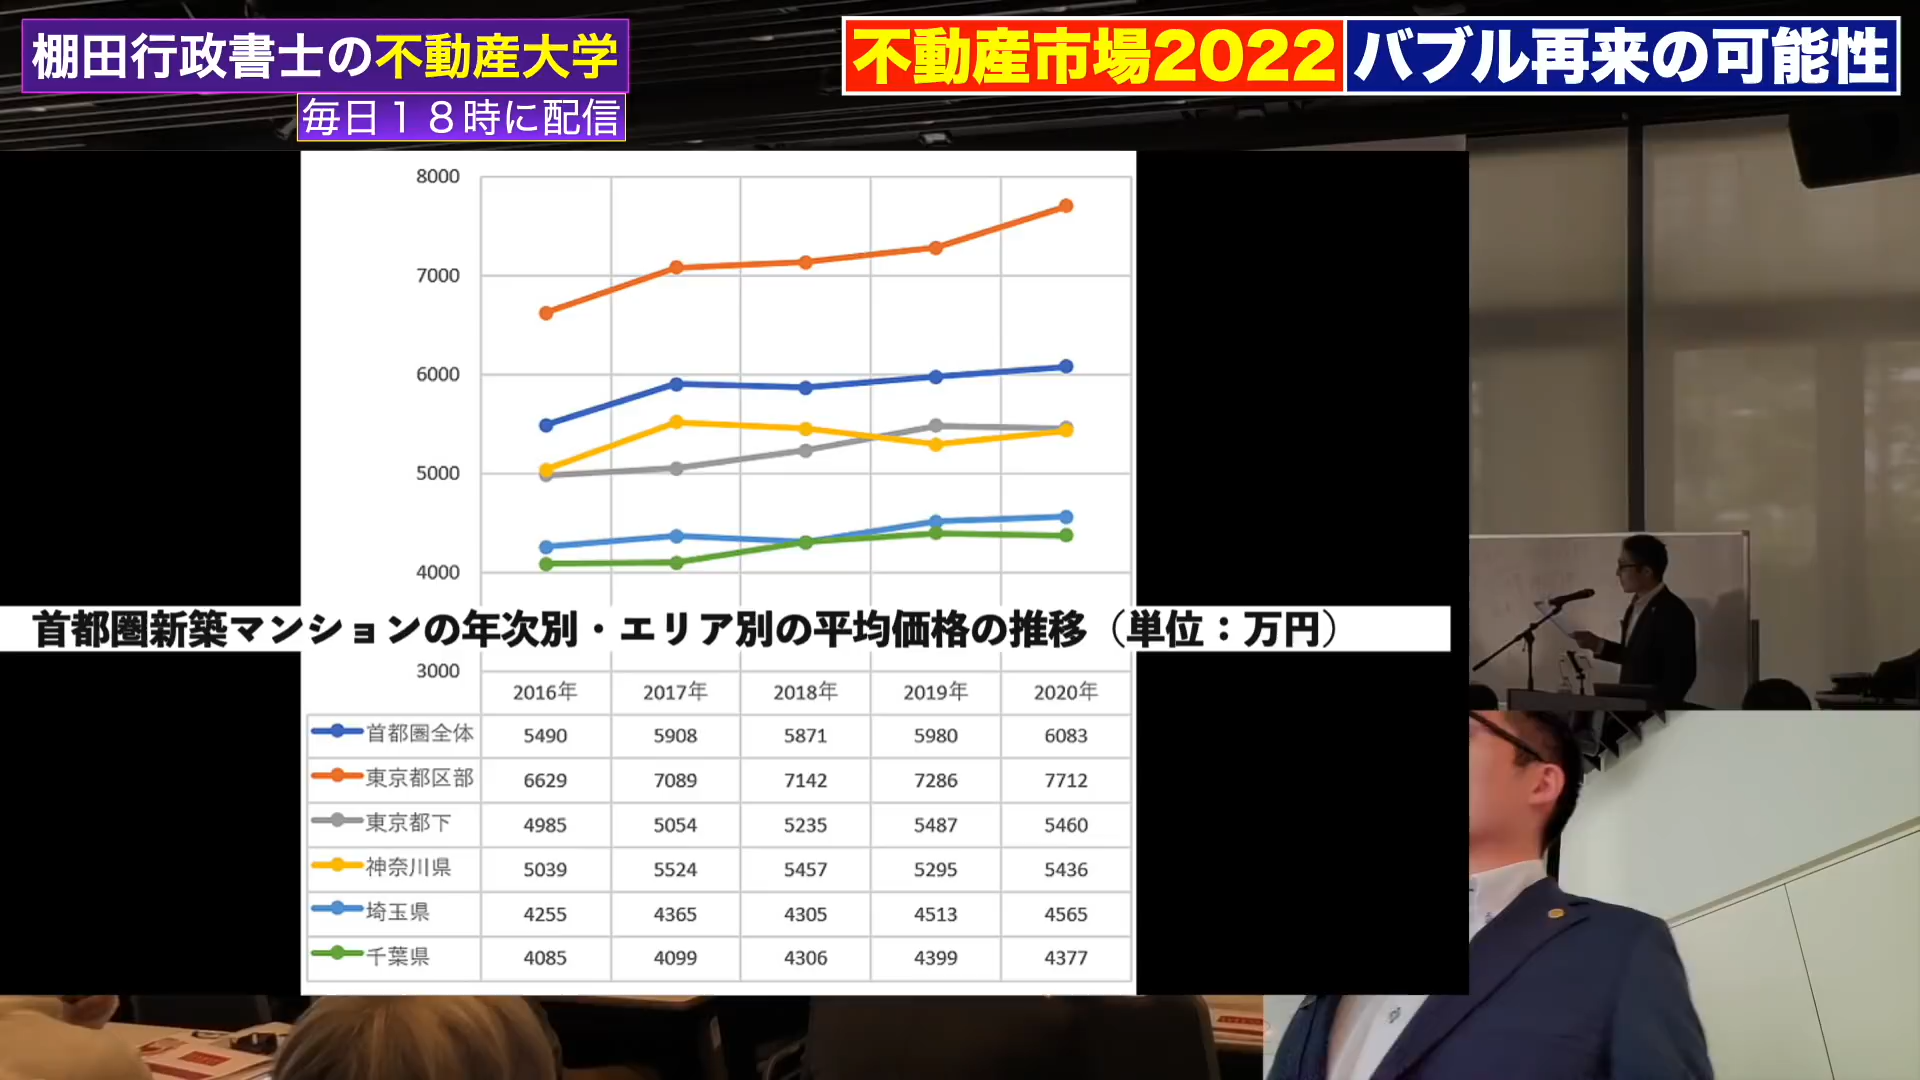 棚田行政書士の不動産大学
毎日18時に配信
不動産市場2022 バブル再来の可能性
8000
7000
6000
5000
4000
首都圏新築マンションの年次別・エリア別の平均価格の推移（単位：万円）
3000
2016年 2017年 2018年 2019年 2020年
首都圏全体 5490 5908 5871 5980 6083
東京都区部 6629 7089 7142 7286 7712
東京都下 4985 5054 5235 5487 5460
神奈川県 5039 5524 5457 5295 5436
埼玉県 4255 4365 4305 4513 4565
千葉県 4085 4099 4306 4399 4377